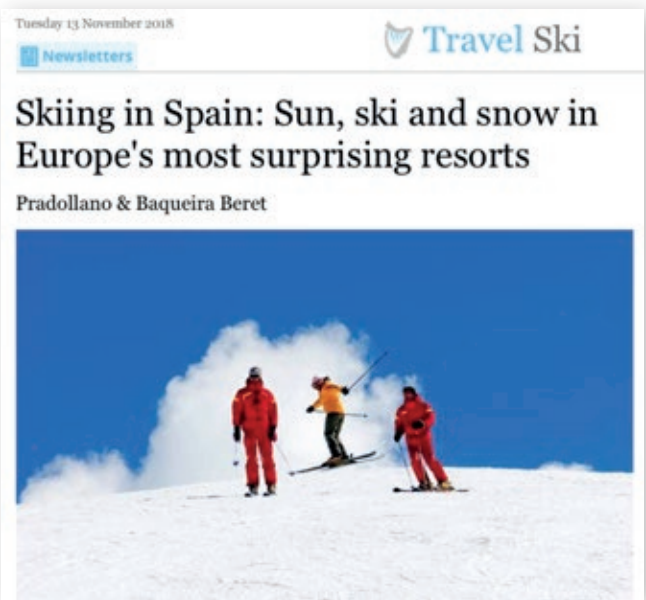 Tuesday 13 November 2018
Travel Ski
Newsletters
Skiing in Spain: Sun, ski and snow in
Europe's most surprising resorts
Pradollano & Baqueira Beret